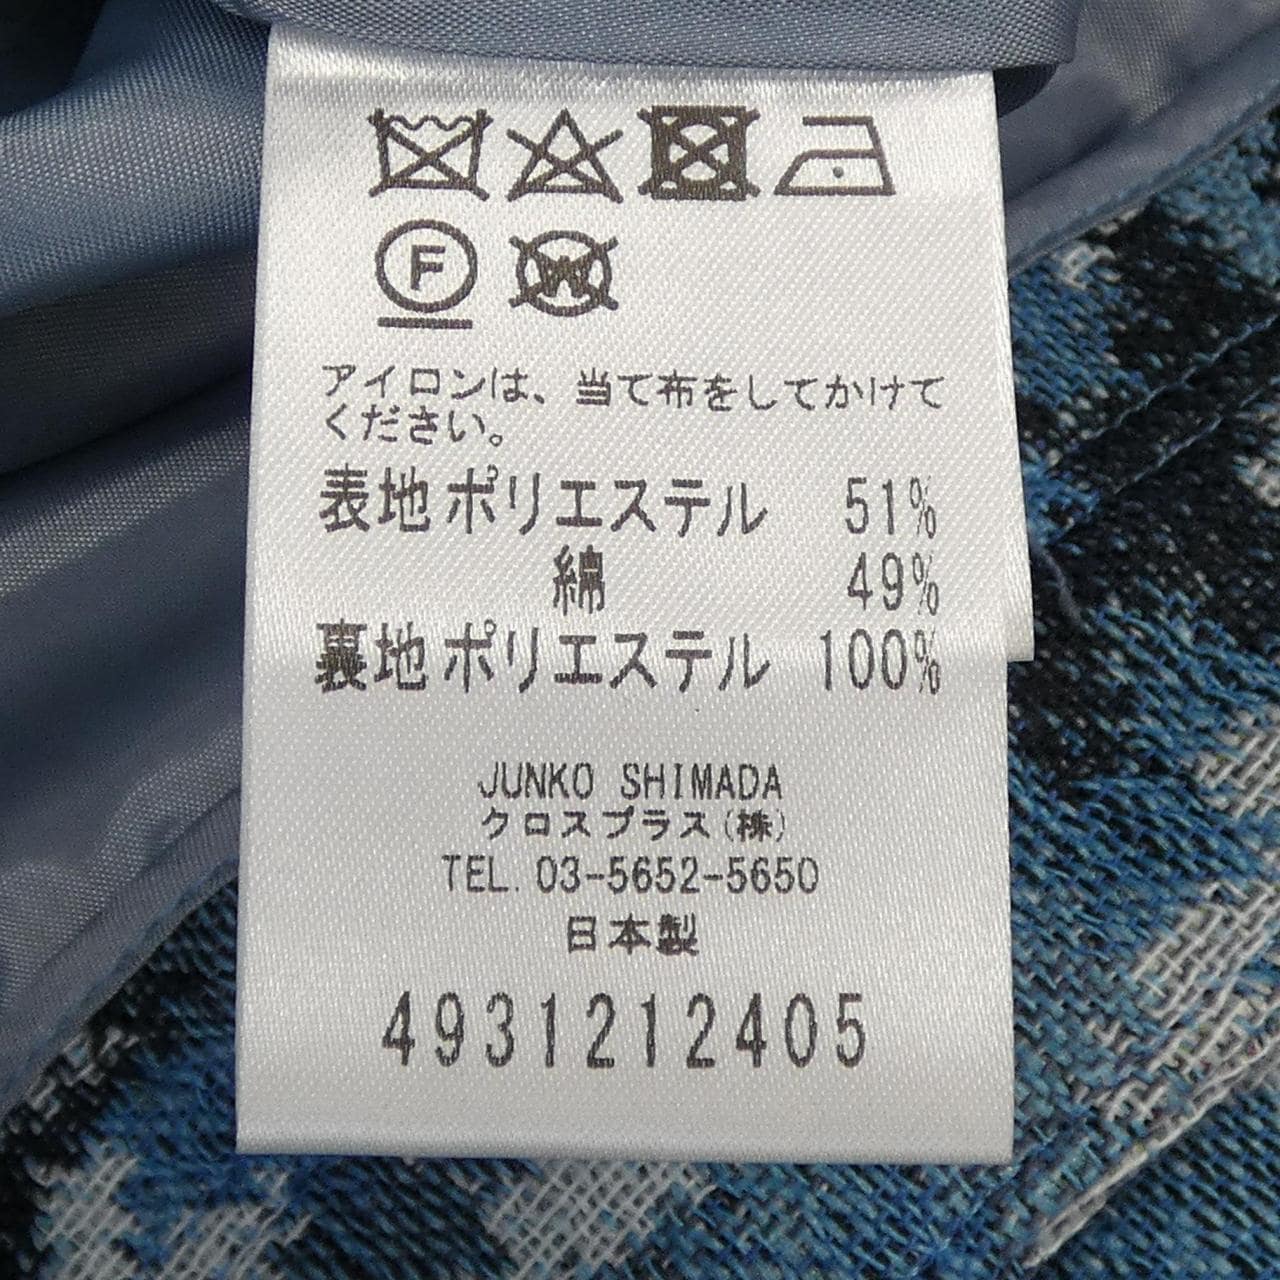 F
W
アイロンは、当て布をしてかけて
ください。
表地 ポリエステル 51%
綿 49%
裏地 ポリエステル 100%
JUNKO SHIMADA
クロスプラス(株)
TEL. 03-5652-5650
日本製
4931212405